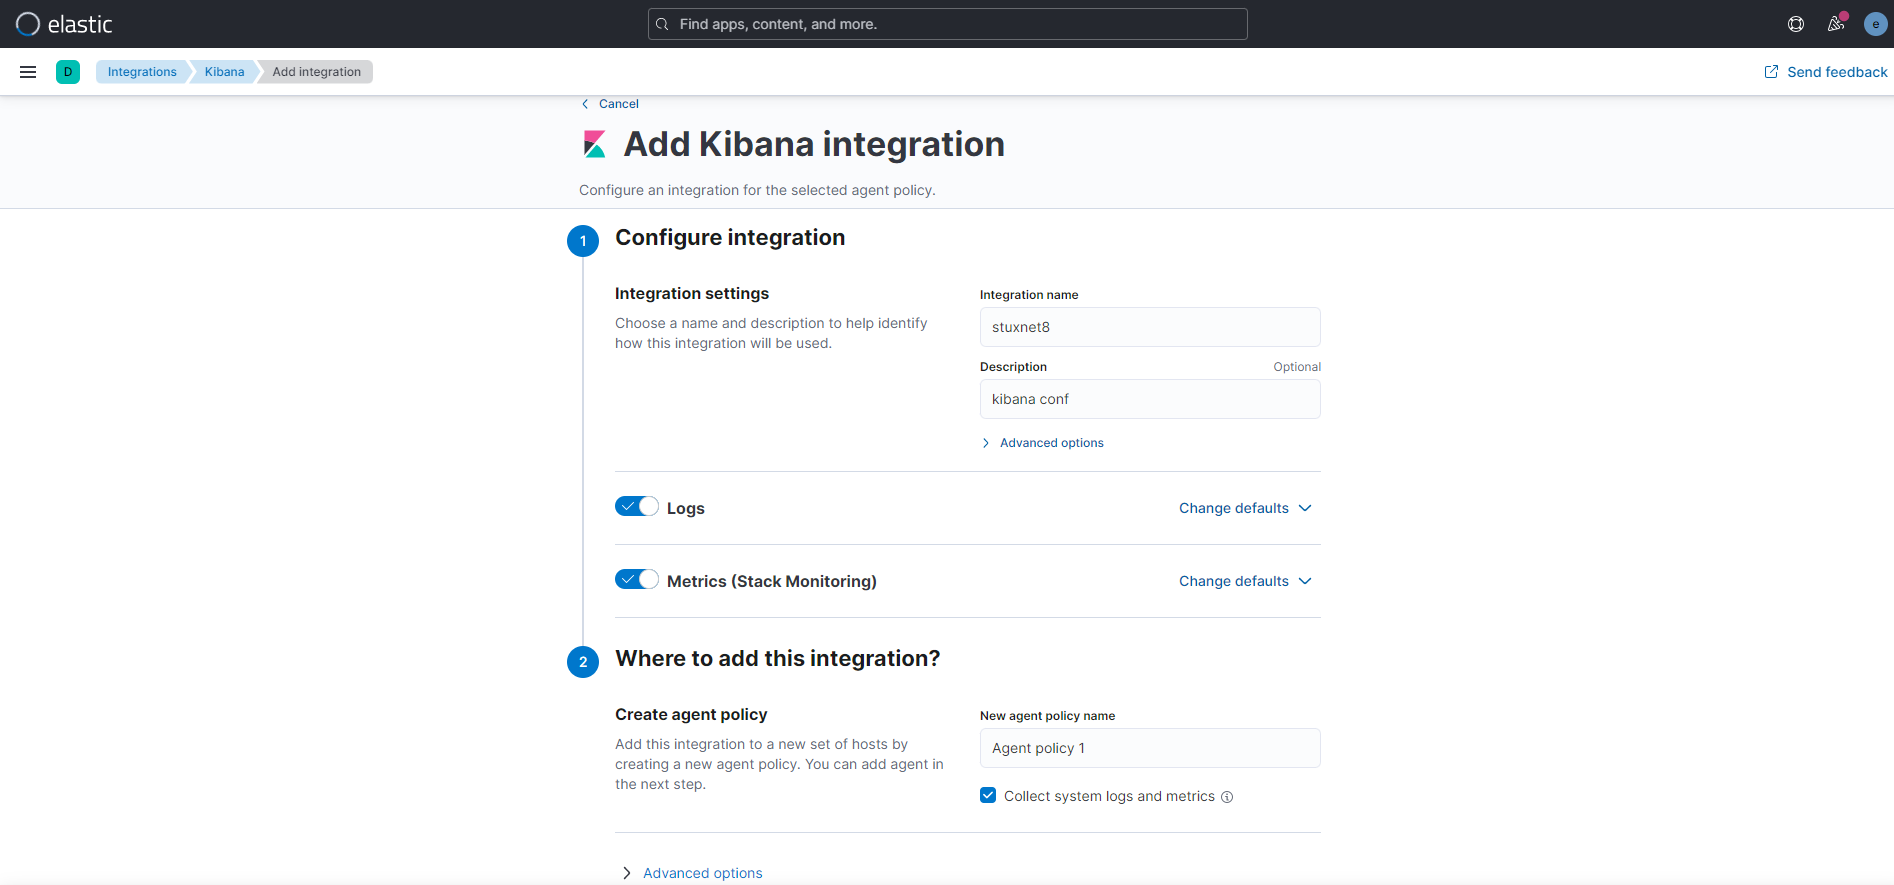 elastic
Find apps, content, and more.
e
D
Integrations
Kibana
Add integration
Send feedback
Cancel
Add Kibana integration
Configure an integration for the selected agent policy.
1
Configure integration
Integration settings
Choose a name and description to help identify
how this integration will be used.
Integration name
stuxnet8
Description
Optional
kibana conf
Advanced options
Logs
Change defaults
Metrics (Stack Monitoring)
Change defaults
2
Where to add this integration?
Create agent policy
Add this integration to a new set of hosts by
creating a new agent policy. You can add agent in
the next step.
New agent policy name
Agent policy 1
Collect system logs and metrics
Advanced options